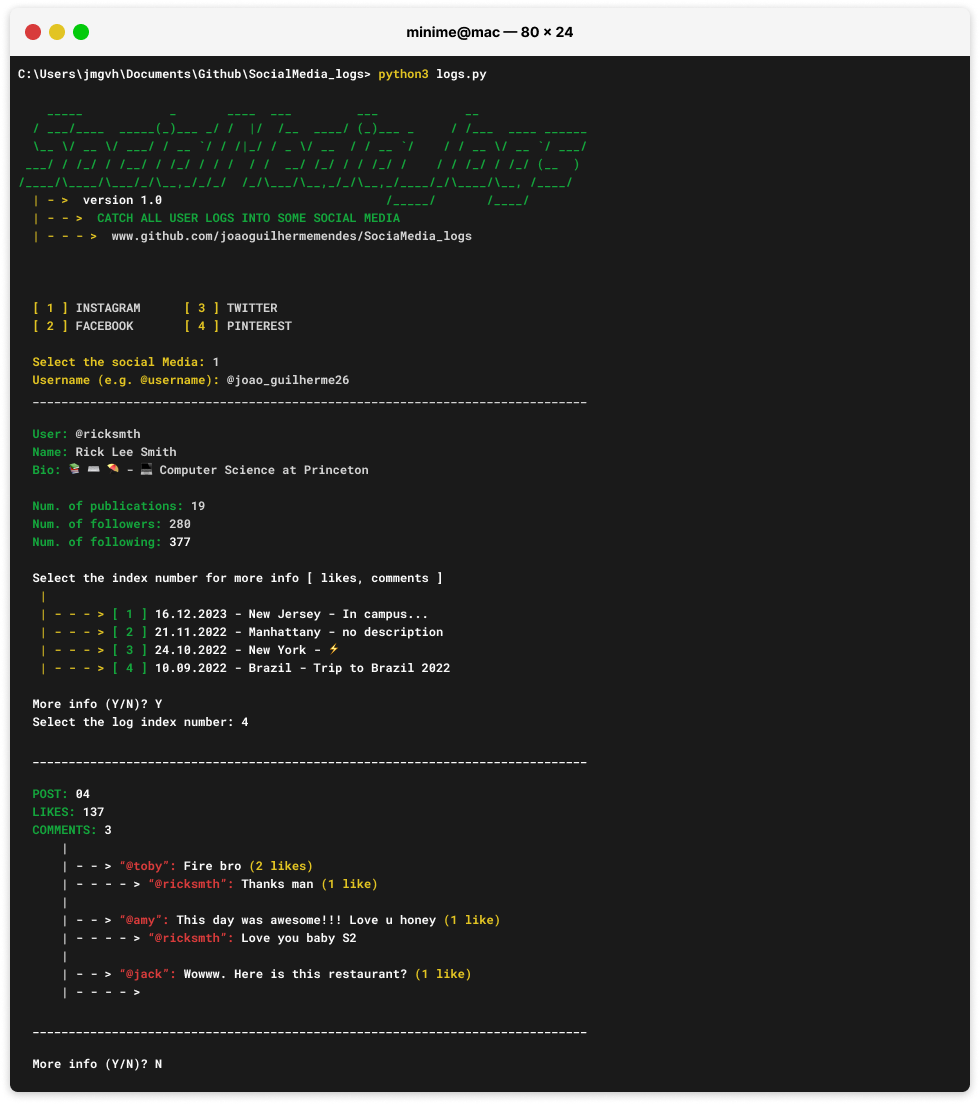 minime@mac — 80 × 24
C:\Users\jmgvh\Documents\Github\SocialMedia_logs> python3 logs.py
| - > version 1.0
| - - > CATCH ALL USER LOGS INTO SOME SOCIAL MEDIA
| - - - > www.github.com/joaoguilhermemendes/SociaMedia_logs
[ 1 ] INSTAGRAM [ 3 ] TWITTER
[ 2 ] FACEBOOK [ 4 ] PINTEREST
Select the social Media: 1
Username (e.g. @username): @joao_guilherme26
User: @ricksmth
Name: Rick Lee Smith
Bio: 📚 ⌨️ 🪶 - 💻 Computer Science at Princeton
Num. of publications: 19
Num. of followers: 280
Num. of following: 377
Select the index number for more info [ likes, comments ]
|
| - - - > [ 1 ] 16.12.2023 - New Jersey - In campus...
| - - - > [ 2 ] 21.11.2022 - Manhattany - no description
| - - - > [ 3 ] 24.10.2022 - New York - ⚡
| - - - > [ 4 ] 10.09.2022 - Brazil - Trip to Brazil 2022
More info (Y/N)? Y
Select the log index number: 4
POST: 04
LIKES: 137
COMMENTS: 3
|
| - - > “@toby”: Fire bro (2 likes)
| - - - - > “@ricksmth”: Thanks man (1 like)
|
| - - > “@amy”: This day was awesome!!! Love u honey (1 like)
| - - - - > “@ricksmth”: Love you baby S2
|
| - - > “@jack”: Wowww. Here is this restaurant? (1 like)
| - - - - >
More info (Y/N)? N